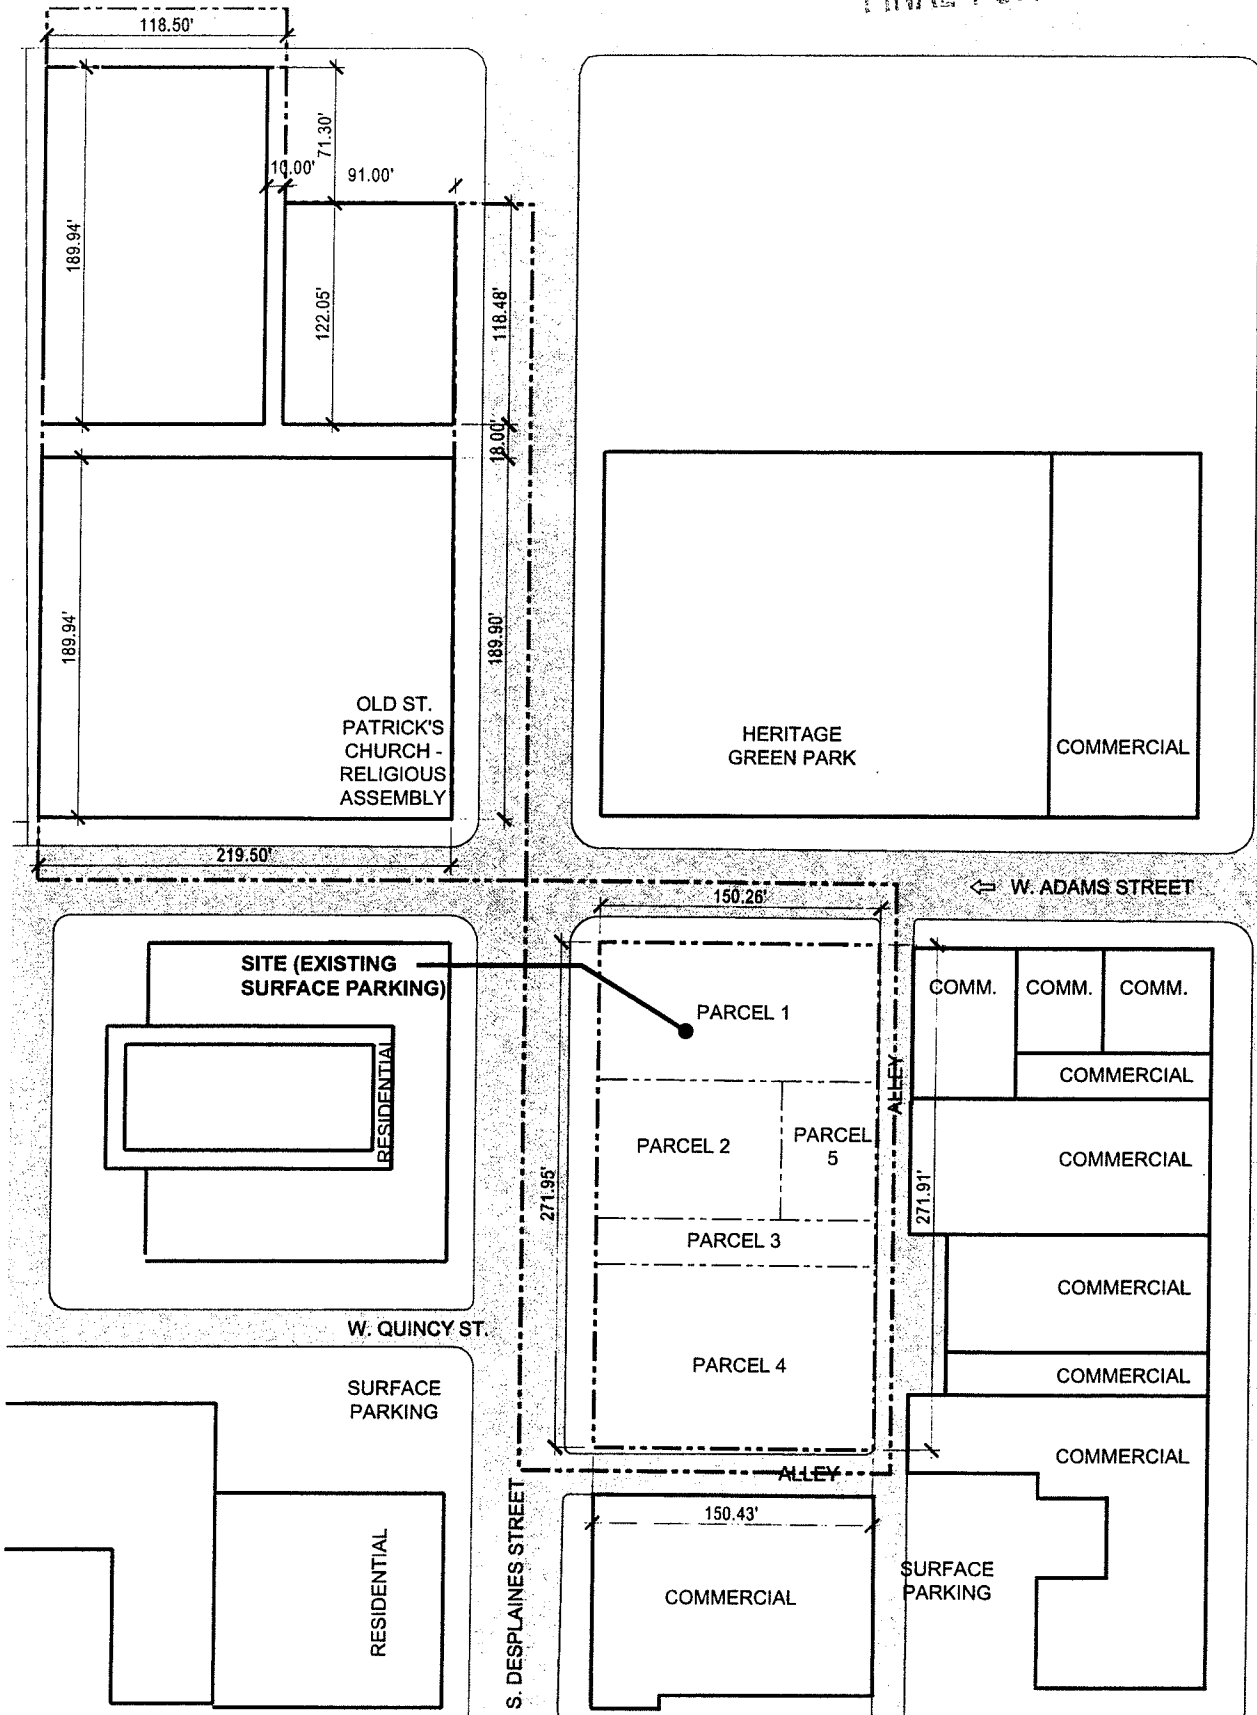 118.50'
71.30'
10.00'
91.00'
189.94'
122.05'
118.48'
18.00'
189.94'
189.90'
OLD ST.
PATRICK'S
CHURCH -
RELIGIOUS
ASSEMBLY
HERITAGE
GREEN PARK
COMMERCIAL
219.50'
⇦ W. ADAMS STREET
150.26'
SITE (EXISTING
SURFACE PARKING)
PARCEL 1
COMM.
COMM.
COMM.
RESIDENTIAL
ALLEY
COMMERCIAL
PARCEL 2
PARCEL
5
COMMERCIAL
271.95'
271.91'
PARCEL 3
COMMERCIAL
W. QUINCY ST.
PARCEL 4
COMMERCIAL
SURFACE
PARKING
COMMERCIAL
ALLEY
S. DESPLAINES STREET
150.43'
RESIDENTIAL
COMMERCIAL
SURFACE
PARKING